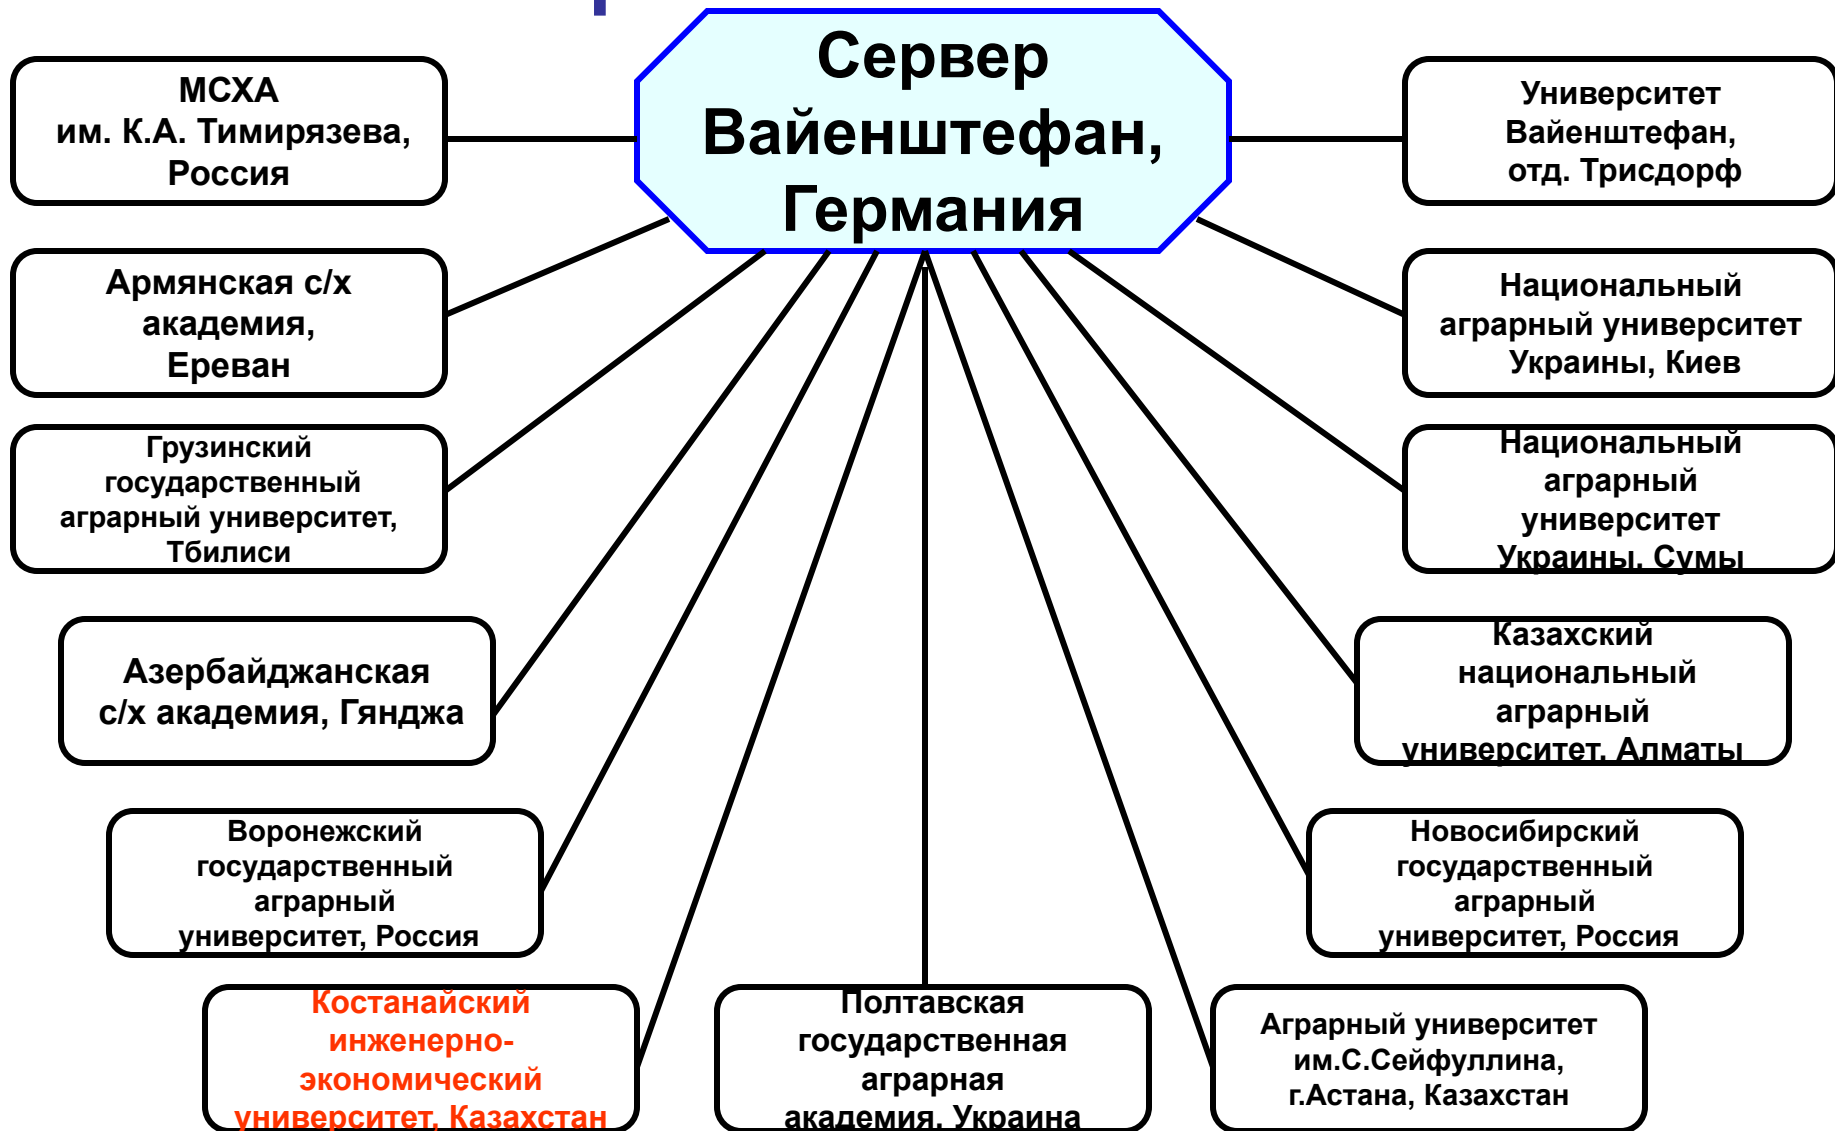 Сервер
Вайенштефан,
Германия
МСХА
им. К.А. Тимирязева,
Россия
Университет
Вайенштефан,
отд. Трисдорф
Армянская с/х
академия,
Ереван
Национальный
аграрный университет
Украины, Киев
Грузинский
государственный
аграрный университет,
Тбилиси
Национальный
аграрный
университет
Украины, Сумы
Азербайджанская
с/х академия, Гянджа
Казахский
национальный
аграрный
университет, Алматы
Воронежский
государственный
аграрный
университет, Россия
Новосибирский
государственный
аграрный
университет, Россия
Костанайский
инженерно-
экономический
университет, Казахстан
Полтавская
государственная
аграрная
академия, Украина
Аграрный университет
им.С.Сейфуллина,
г.Астана, Казахстан